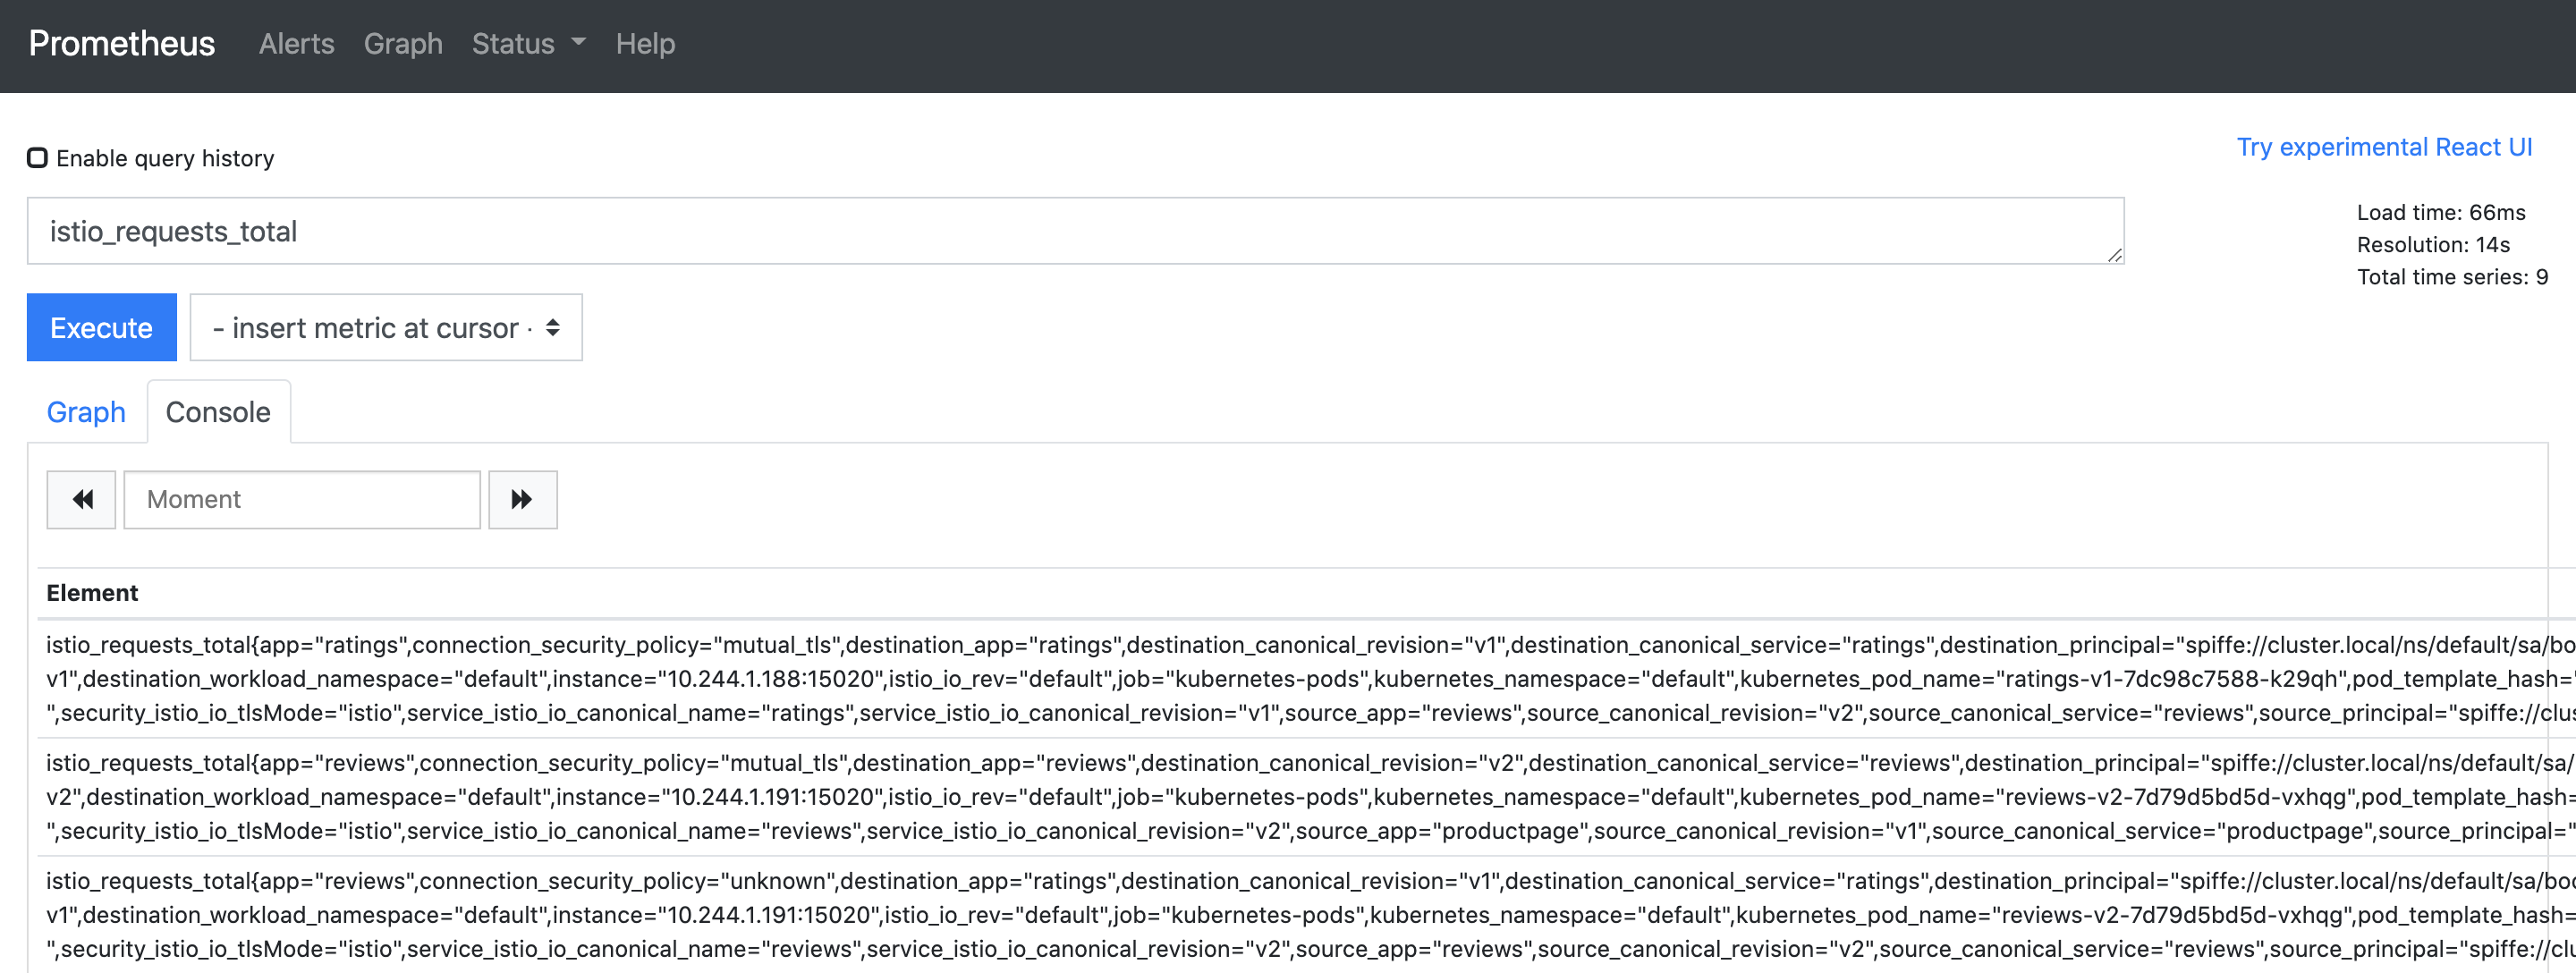 Prometheus Alerts Graph Status Help
Enable query history
Try experimental React UI
istio_requests_total
Load time: 66ms
Resolution: 14s
Total time series: 9
Execute
- insert metric at cursor ·
Graph Console
Moment
Element
istio_requests_total{app="ratings",connection_security_policy="mutual_tls",destination_app="ratings",destination_canonical_revision="v1",destination_canonical_service="ratings",destination_principal="spiffe://cluster.local/ns/default/sa/bo
v1",destination_workload_namespace="default",instance="10.244.1.188:15020",istio_io_rev="default",job="kubernetes-pods",kubernetes_namespace="default",kubernetes_pod_name="ratings-v1-7dc98c7588-k29qh",pod_template_hash="
",security_istio_io_tlsMode="istio",service_istio_io_canonical_name="ratings",service_istio_io_canonical_revision="v1",source_app="reviews",source_canonical_revision="v2",source_canonical_service="reviews",source_principal="spiffe://clus
istio_requests_total{app="reviews",connection_security_policy="mutual_tls",destination_app="reviews",destination_canonical_revision="v2",destination_canonical_service="reviews",destination_principal="spiffe://cluster.local/ns/default/sa/
v2",destination_workload_namespace="default",instance="10.244.1.191:15020",istio_io_rev="default",job="kubernetes-pods",kubernetes_namespace="default",kubernetes_pod_name="reviews-v2-7d79d5bd5d-vxhqg",pod_template_hash=
",security_istio_io_tlsMode="istio",service_istio_io_canonical_name="reviews",service_istio_io_canonical_revision="v2",source_app="productpage",source_canonical_revision="v1",source_canonical_service="productpage",source_principal="
istio_requests_total{app="reviews",connection_security_policy="unknown",destination_app="ratings",destination_canonical_revision="v1",destination_canonical_service="ratings",destination_principal="spiffe://cluster.local/ns/default/sa/boo
v1",destination_workload_namespace="default",instance="10.244.1.191:15020",istio_io_rev="default",job="kubernetes-pods",kubernetes_namespace="default",kubernetes_pod_name="reviews-v2-7d79d5bd5d-vxhqg",pod_template_hash=
",security_istio_io_tlsMode="istio",service_istio_io_canonical_name="reviews",service_istio_io_canonical_revision="v2",source_app="reviews",source_canonical_revision="v2",source_canonical_service="reviews",source_principal="spiffe://clu